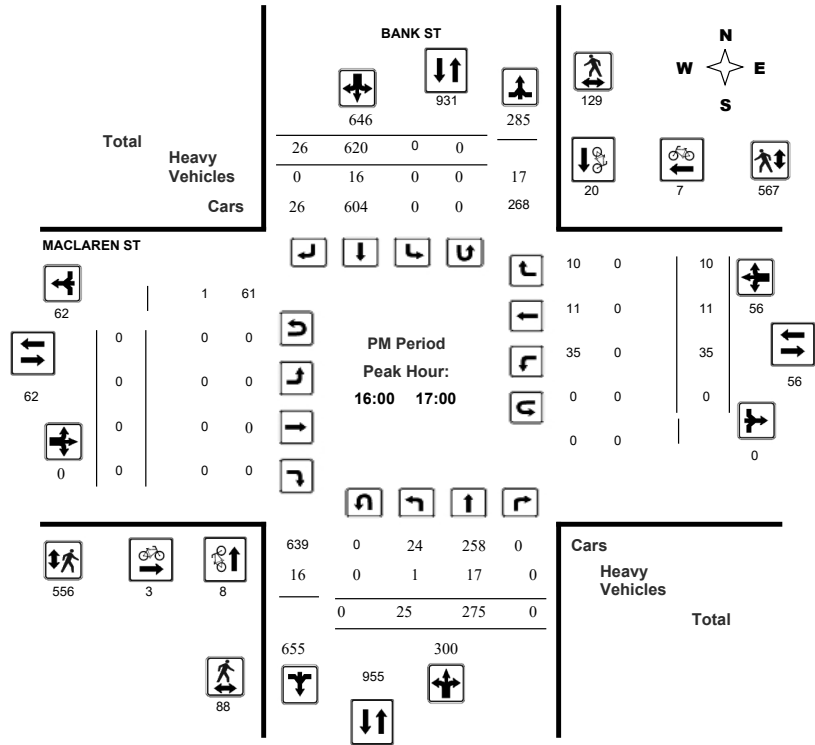 BANK ST
N
W E
S
931
129
646
285
Total
26 620 0 0
Heavy
Vehicles
0 16 0 0 17
20 7 567
Cars
26 604 0 0 268
MACLAREN ST
10 0 10
1 61
62
56
11 0 11
0 0 0
PM Period
35 0 35
Peak Hour:
62
56
0 0 0
16:00 17:00
0 0 0
0 0 0
0 0
0
0
0 0 0
639 0 24 258 0
Cars
16 0 1 17 0
Heavy
Vehicles
556 3 8
0 25 275 0
Total
655
300
955
88